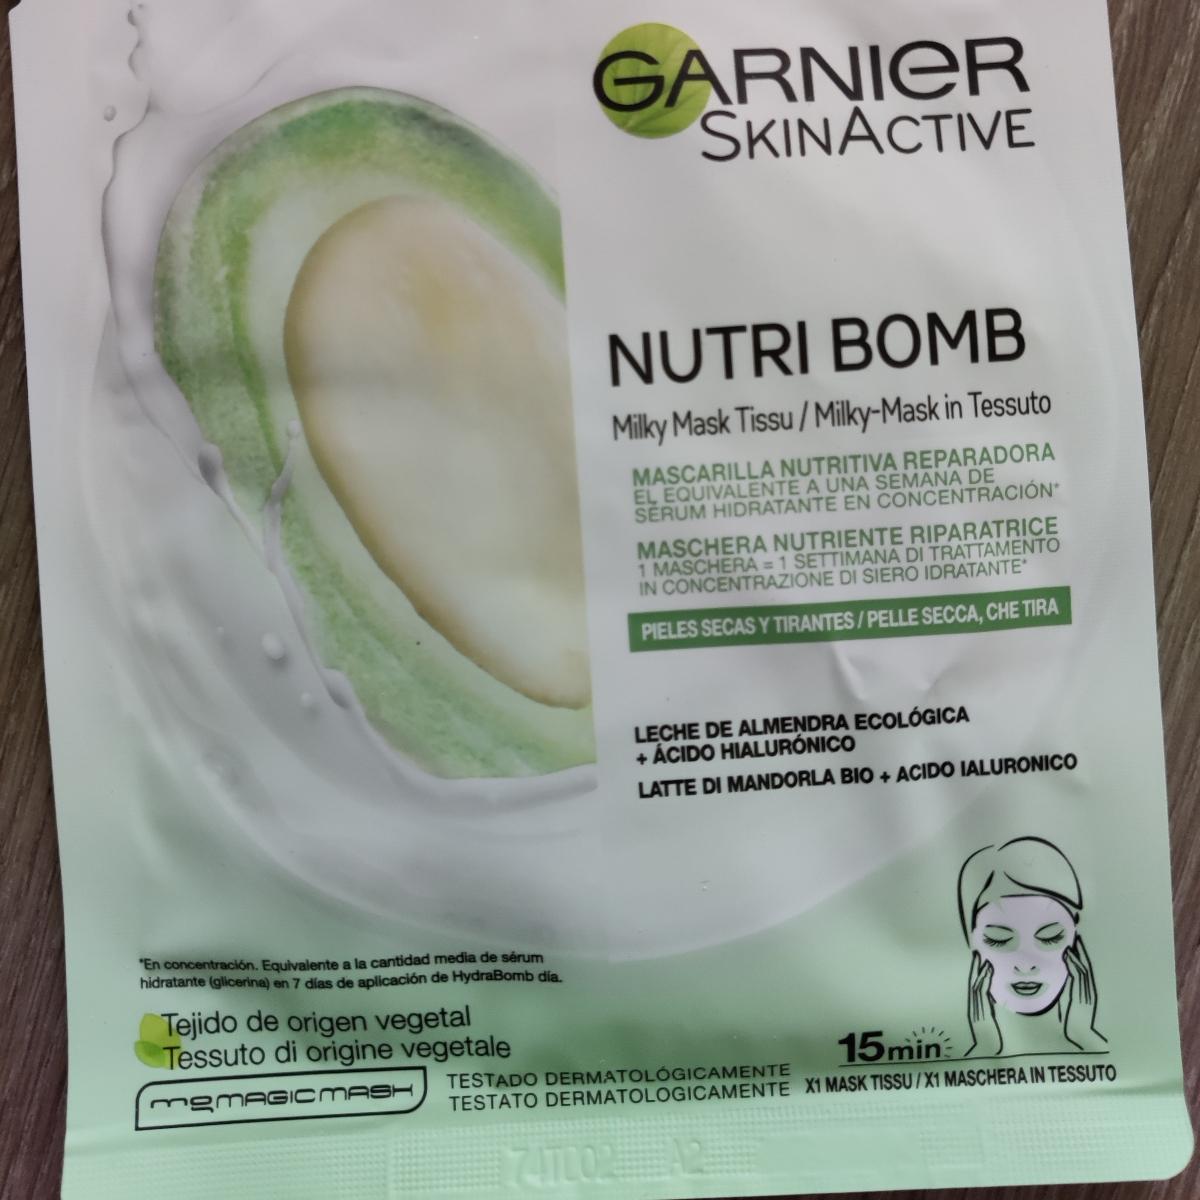 GARNIER
SKINACTIVE
NUTRI BOMB
Milky Mask Tissu / Milky-Mask in Tessuto
MASCARILLA NUTRITIVA REPARADORA
EL EQUIVALENTE A UNA SEMANA DE
SÉRUM HIDRATANTE EN CONCENTRACIÓN*
MASCHERA NUTRIENTE RIPARATRICE
1 MASCHERA = 1 SETTIMANA DI TRATTAMENTO
IN CONCENTRAZIONE DI SIERO IDRATANTE*
PIELES SECAS Y TIRANTES / PELLE SECCA, CHE TIRA
LECHE DE ALMENDRA ECOLÓGICA
+ ÁCIDO HIALURÓNICO
LATTE DI MANDORLA BIO + ACIDO IALURONICO
*En concentración. Equivalente a la cantidad media de sérum
hidratante (glicerina) en 7 días de aplicación de HydraBomb día.
Tejido de origen vegetal
Tessuto di origine vegetale
MAGIC MASK
TESTADO DERMATOLÓGICAMENTE
TESTATO DERMATOLOGICAMENTE
15min
X1 MASK TISSU / X1 MASCHERA IN TESSUTO